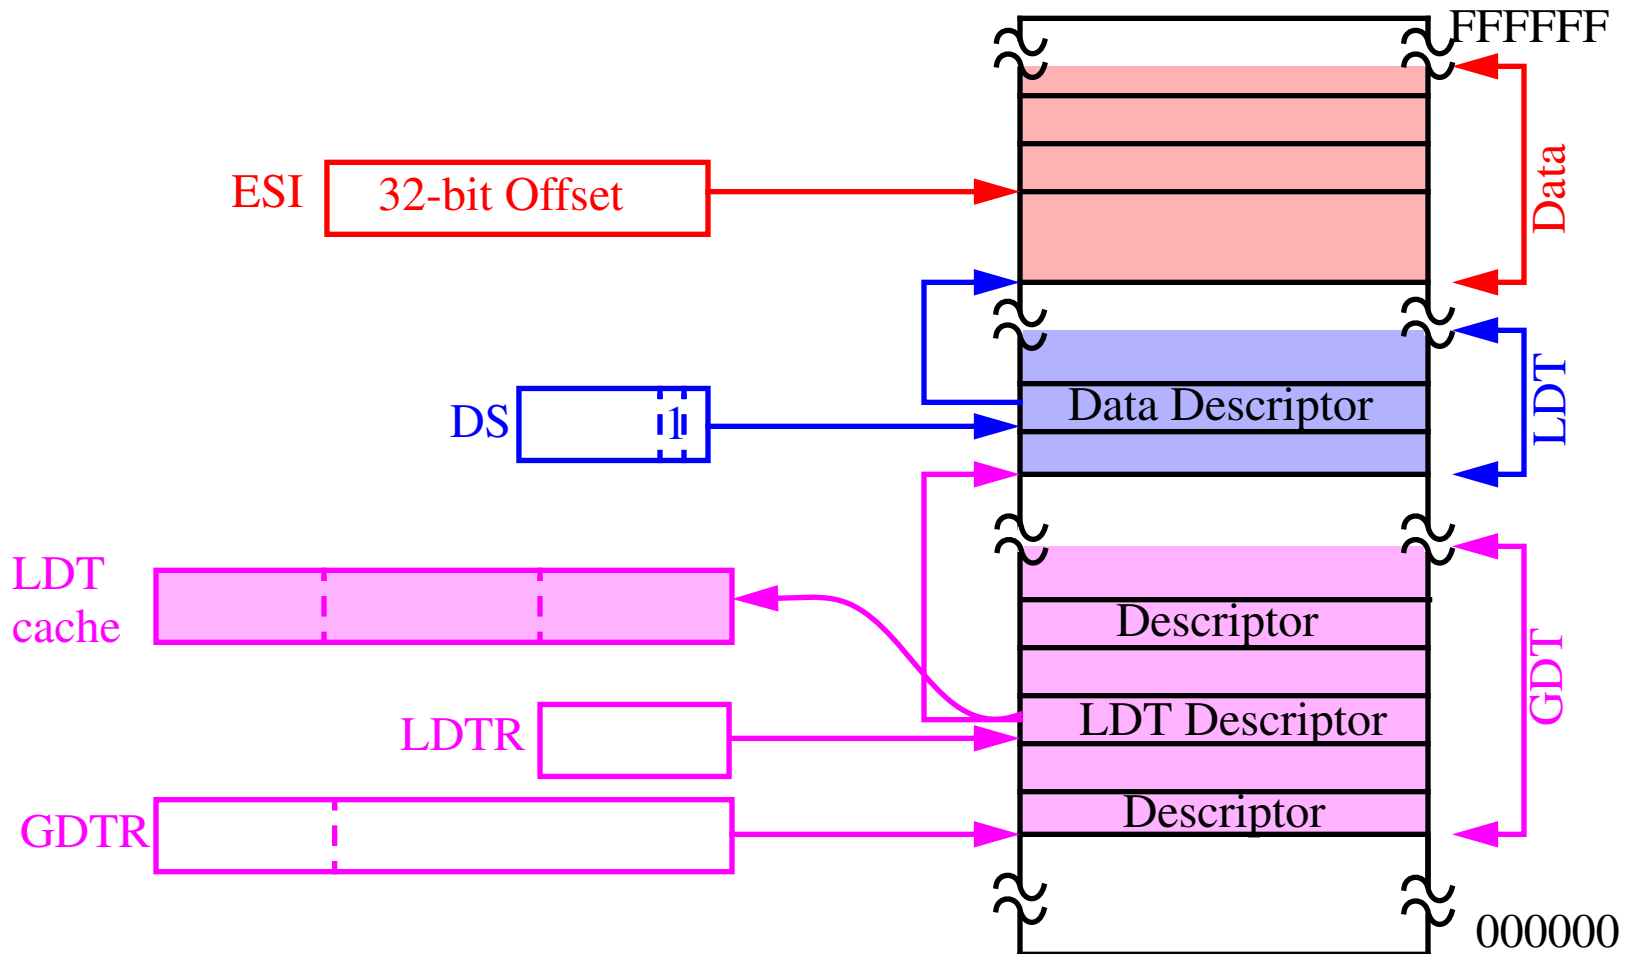 FFFFFF
ESI
32-bit Offset
Data
DS
1
Data Descriptor
LDT
LDT
cache
Descriptor
GDT
LDTR
LDT Descriptor
GDTR
Descriptor
000000